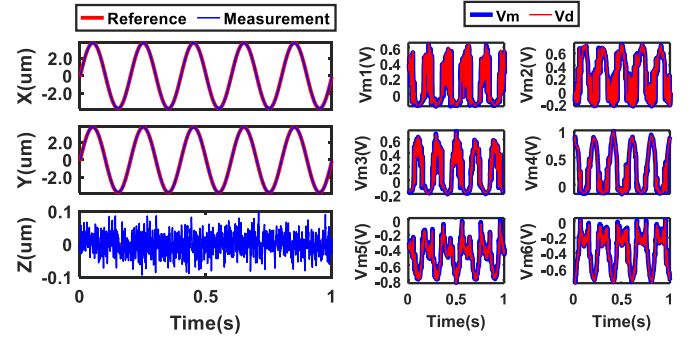 Reference Measurement
Vm Vd
X(um)
2.0
0
-2.0
Y(um)
2.0
0
-2.0
Z(um)
0.1
0
-0.1
0 0.5 1
Time(s)
Vm1(V)
0.6
0.4
0.2
0
Vm2(V)
0.6
0.4
0.2
0
-0.2
Vm3(V)
0.6
0.4
0.2
0
-0.2
Vm4(V)
1
0.5
0
Vm5(V)
0
-0.2
-0.4
-0.6
-0.8
0 0.5 1
Time(s)
Vm6(V)
0
-0.2
-0.4
-0.6
0 0.5 1
Time(s)